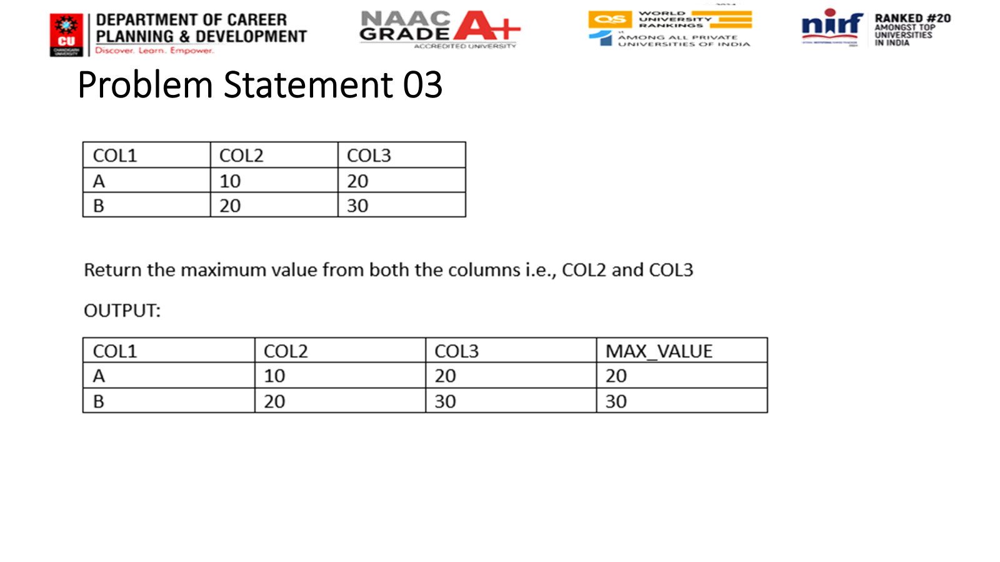 DEPARTMENT OF CAREER
PLANNING & DEVELOPMENT
Discover. Learn. Empower.
CU
CHANDIGARH
UNIVERSITY
NAAC
GRADE A+
ACCREDITED UNIVERSITY
QS WORLD
UNIVERSITY
RANKINGS
1st AMONG ALL PRIVATE
UNIVERSITIES OF INDIA
nirf
RANKED #20
AMONGST TOP
UNIVERSITIES
IN INDIA
Problem Statement 03
COL1 COL2 COL3
A 10 20
B 20 30
Return the maximum value from both the columns i.e., COL2 and COL3
OUTPUT:
COL1 COL2 COL3 MAX_VALUE
A 10 20 20
B 20 30 30